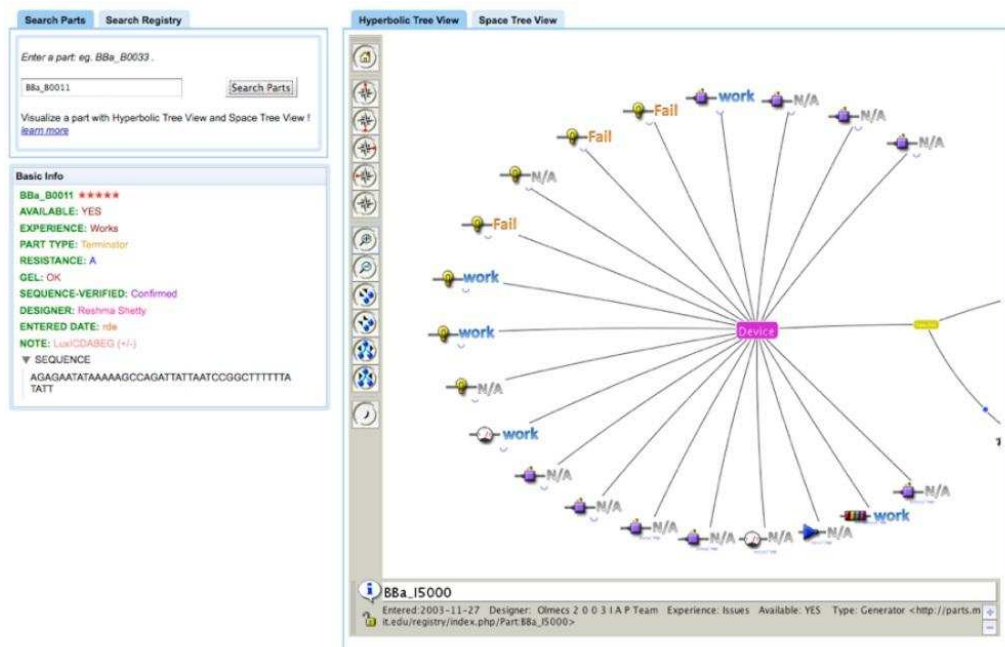 Search Parts
Search Registry
Enter a part: eg. BBa_B0033 .
BBa_B0011
Search Parts
Visualize a part with Hyperbolic Tree View and Space Tree View !
learn more
Basic Info
BBa_B0011 *****
AVAILABLE: YES
EXPERIENCE: Works
PART TYPE: Terminator
RESISTANCE: A
GEL: OK
SEQUENCE-VERIFIED: Confirmed
DESIGNER: Reshma Shetty
ENTERED DATE: rde
NOTE: LuxICDABEG (+/-)
SEQUENCE
AGAGAATATAAAAAGCCAGATTATTAATCCGGCTTTTTTA
TATT
Hyperbolic Tree View
Space Tree View
work
N/A
Fail
N/A
Fail
N/A
N/A
Fail
work
work
Device
N/A
work
N/A
N/A
N/A
N/A
work
N/A
N/A
N/A
BBa_I5000
Entered:2003-11-27 Designer: Olmecs 2 0 0 3 I A P Team Experience: Issues Available: YES Type: Generator <http://parts.m
it.edu/registry/index.php/Part:BBa_I5000>